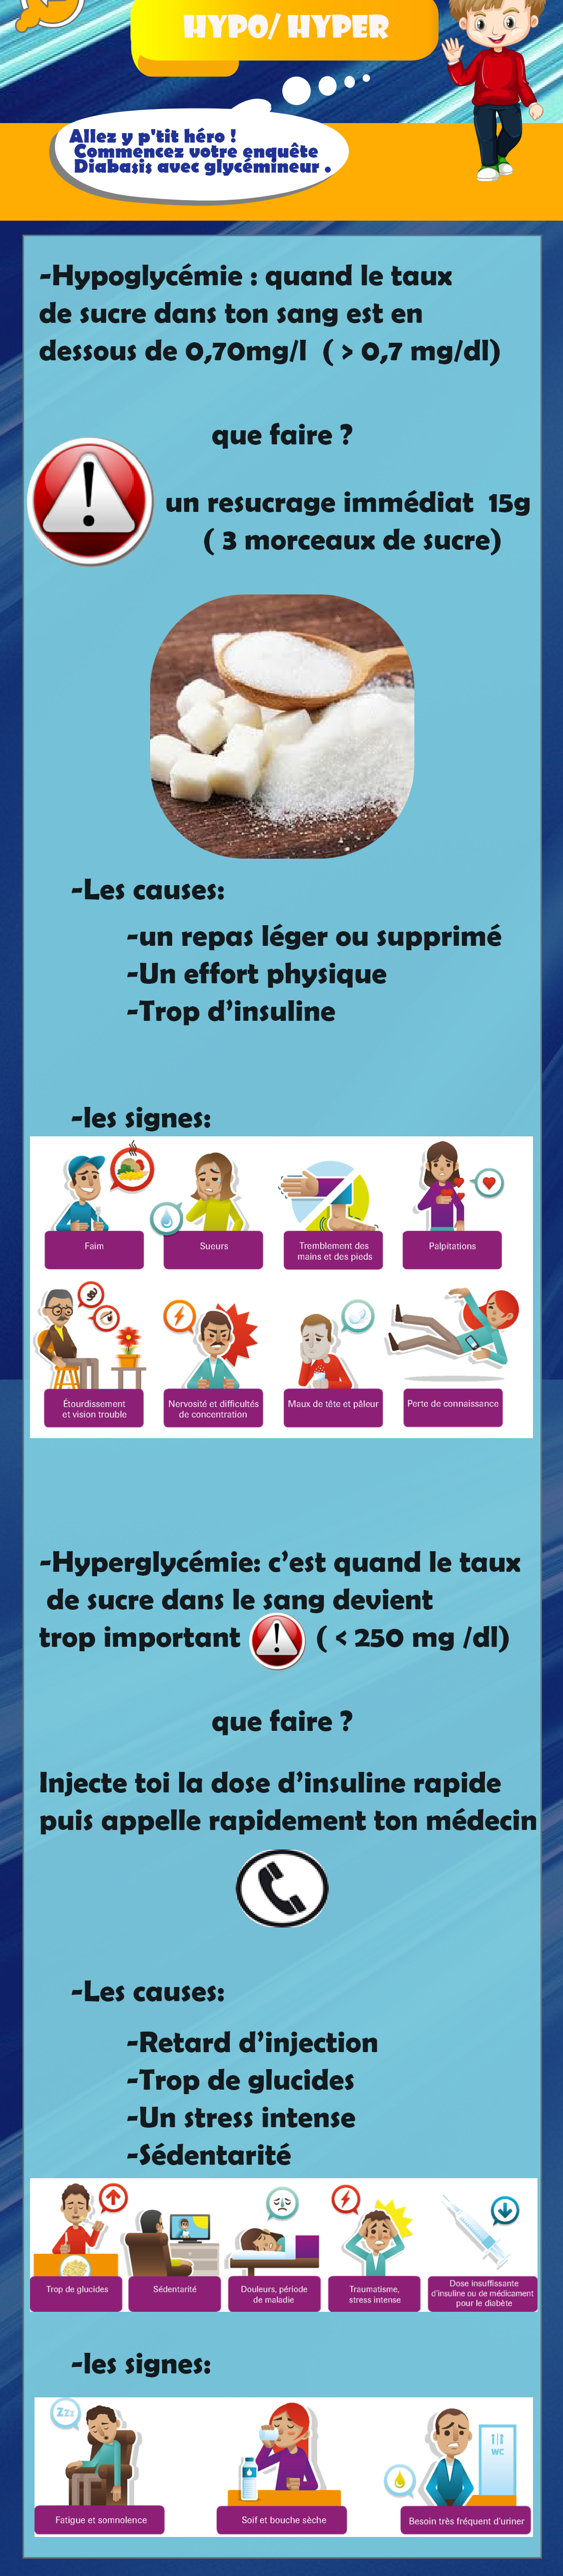 HYPO/ HYPER
Allez y p'tit héro !
Commencez votre enquête
Diabasis avec glycémineur .
-Hypoglycémie : quand le taux
de sucre dans ton sang est en
dessous de 0,70mg/l ( > 0,7 mg/dl)
que faire ?
un resucrage immédiat 15g
( 3 morceaux de sucre)
-Les causes:
-un repas léger ou supprimé
-Un effort physique
-Trop d'insuline
-les signes:
Faim
Sueurs
Tremblement des
mains et des pieds
Palpitations
Étourdissement
et vision trouble
Nervosité et difficultés
de concentration
Maux de tête et pâleur
Perte de connaissance
-Hyperglycémie: c'est quand le taux
de sucre dans le sang devient
trop important ( < 250 mg /dl)
que faire ?
Injecte toi la dose d'insuline rapide
puis appelle rapidement ton médecin
-Les causes:
-Retard d'injection
-Trop de glucides
-Un stress intense
-Sédentarité
Trop de glucides
Sédentarité
Douleurs, période
de maladie
Traumatisme,
stress intense
Dose insuffissante
d'insuline ou de médicament
pour le diabète
-les signes:
Zzz
WC
Fatigue et somnolence
Soif et bouche sèche
Besoin très fréquent d'uriner